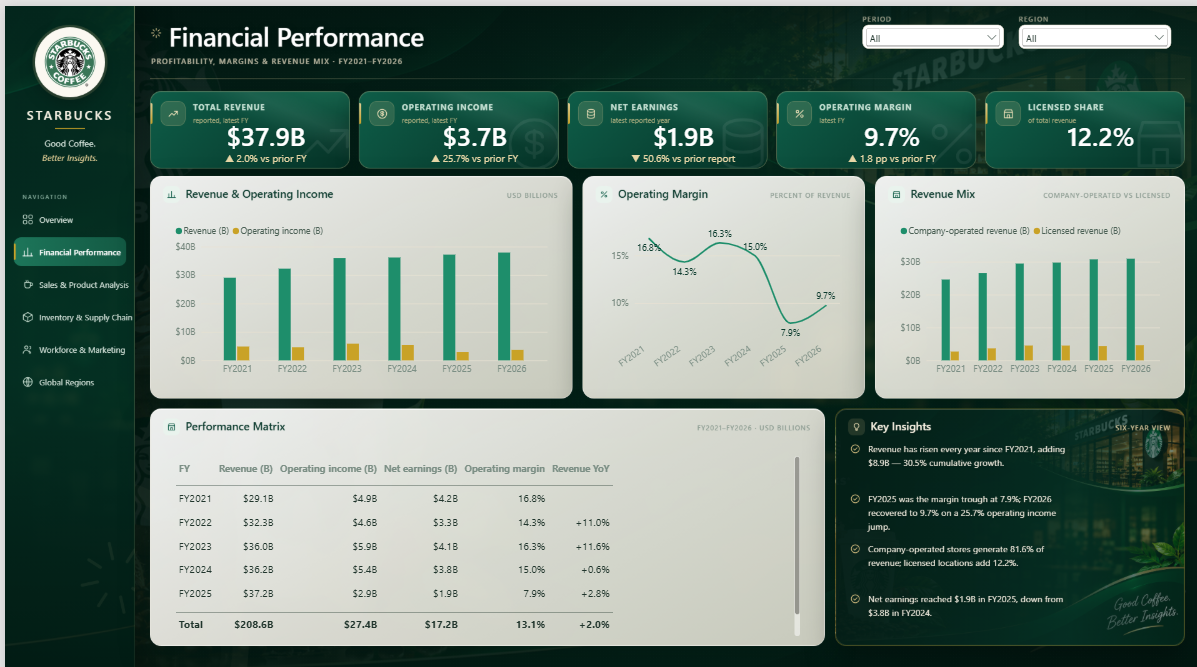 STARBUCKS
COFFEE
STARBUCKS
Good Coffee.
Better Insights.
NAVIGATION
Overview
Financial Performance
Sales & Product Analysis
Inventory & Supply Chain
Workforce & Marketing
Global Regions
Financial Performance
PROFITABILITY, MARGINS & REVENUE MIX · FY2021–FY2026
PERIOD
All
REGION
All
STARBUCKS
TOTAL REVENUE
reported, latest FY
$37.9B
▲ 2.0% vs prior FY
OPERATING INCOME
reported, latest FY
$3.7B
▲ 25.7% vs prior FY
NET EARNINGS
latest reported year
$1.9B
▼ 50.6% vs prior report
OPERATING MARGIN
latest FY
9.7%
▲ 1.8 pp vs prior FY
LICENSED SHARE
of total revenue
12.2%
Revenue & Operating Income
USD BILLIONS
Revenue (B) Operating income (B)
$40B
$30B
$20B
$10B
$0B
FY2021 FY2022 FY2023 FY2024 FY2025 FY2026
Operating Margin
PERCENT OF REVENUE
15%
10%
16.8%
14.3%
16.3%
15.0%
7.9%
9.7%
FY2021 FY2022 FY2023 FY2024 FY2025 FY2026
Revenue Mix
COMPANY-OPERATED VS LICENSED
Company-operated revenue (B) Licensed revenue (B)
$30B
$20B
$10B
$0B
FY2021 FY2022 FY2023 FY2024 FY2025 FY2026
Performance Matrix
FY2021–FY2026 · USD BILLIONS
FY Revenue (B) Operating income (B) Net earnings (B) Operating margin Revenue YoY
FY2021 $29.1B $4.9B $4.2B 16.8%
FY2022 $32.3B $4.6B $3.3B 14.3% +11.0%
FY2023 $36.0B $5.9B $4.1B 16.3% +11.6%
FY2024 $36.2B $5.4B $3.8B 15.0% +0.6%
FY2025 $37.2B $2.9B $1.9B 7.9% +2.8%
Total $208.6B $27.4B $17.2B 13.1% +2.0%
Key Insights
SIX-YEAR VIEW
STARBUCKS
Revenue has risen every year since FY2021, adding
$8.9B — 30.5% cumulative growth.
FY2025 was the margin trough at 7.9%; FY2026
recovered to 9.7% on a 25.7% operating income
jump.
Company-operated stores generate 81.6% of
revenue; licensed locations add 12.2%.
Net earnings reached $1.9B in FY2025, down from
$3.8B in FY2024.
Good Coffee.
Better Insights.